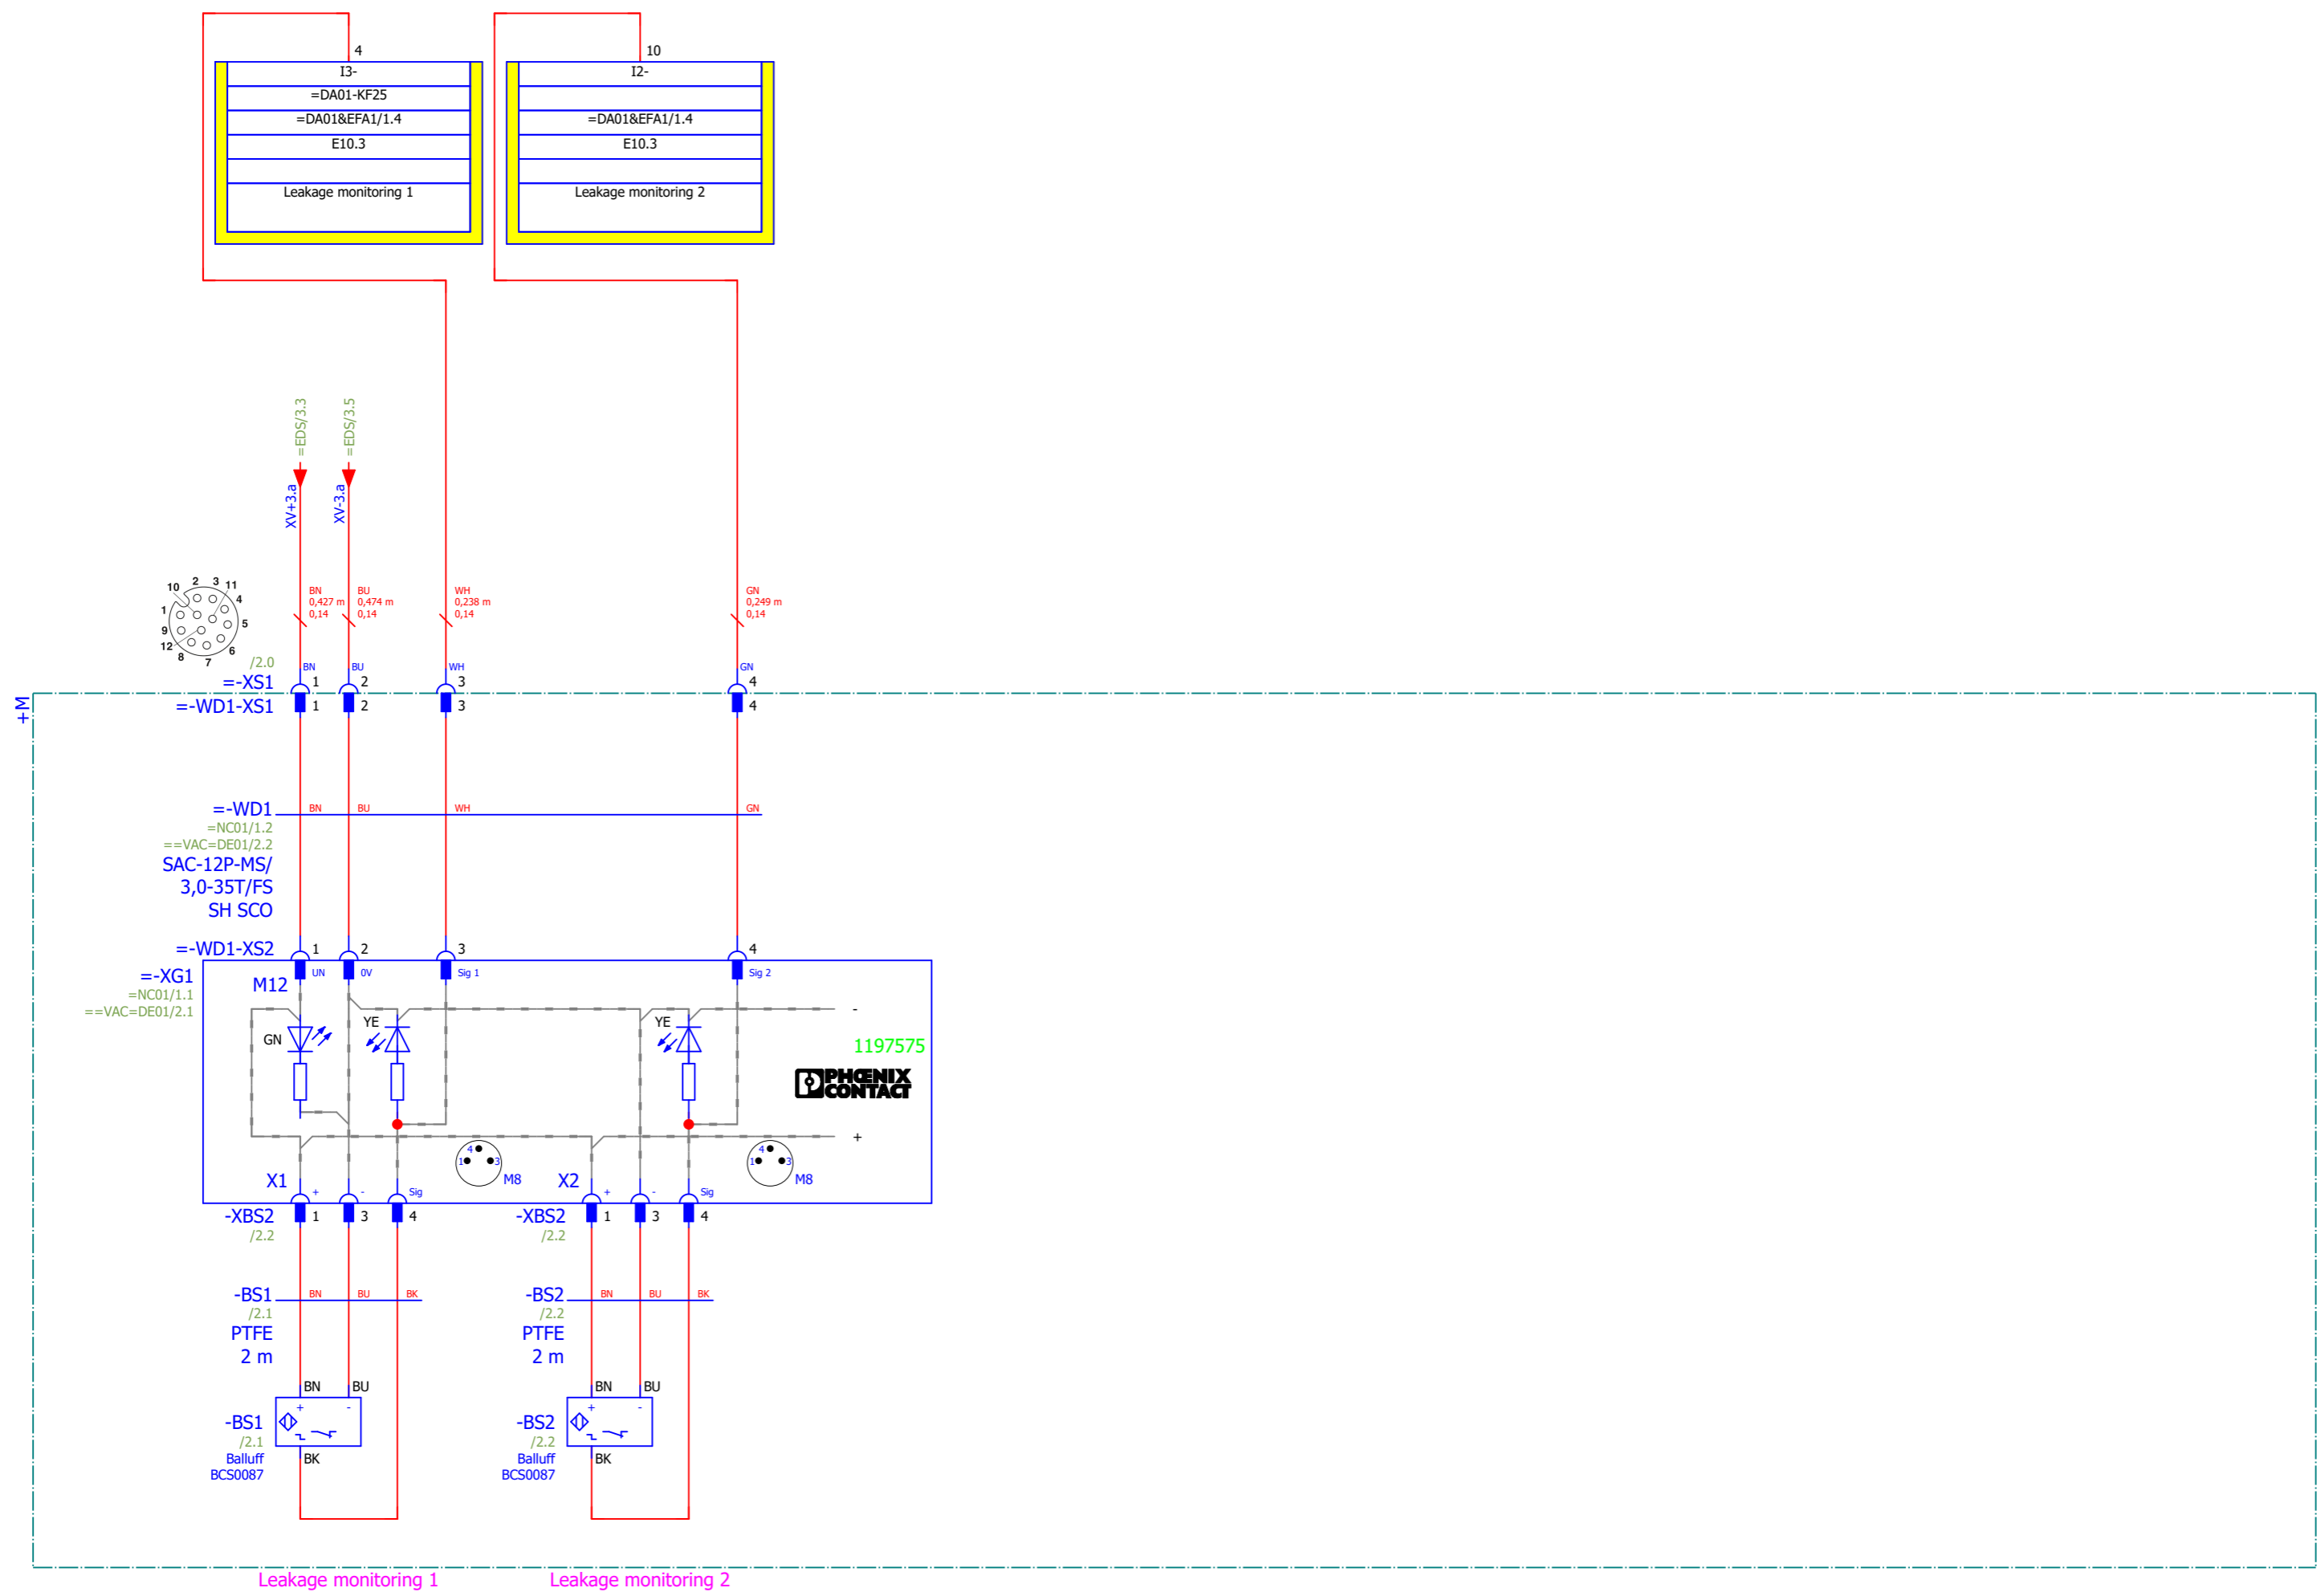 4
I3-
=DA01-KF25
=DA01&EFA1/1.4
E10.3
Leakage monitoring 1
10
I2-
=DA01&EFA1/1.4
E10.3
Leakage monitoring 2
=EDS/3.3
=EDS/3.5
XV+3.a
XV-3.a
10 2 3 11
1 4
9 5
12 8 7 6
BN
0,427 m
0,14
BU
0,474 m
0,14
WH
0,238 m
0,14
GN
0,249 m
0,14
/2.0
BN BU WH GN
=-XS1 1 2 3 4
+M
=-WD1-XS1 1 2 3 4
=-WD1 BN BU WH GN
=NC01/1.2
==VAC=DE01/2.2
SAC-12P-MS/
3,0-35T/FS
SH SCO
=-WD1-XS2 1 2 3 4
=-XG1
=NC01/1.1
==VAC=DE01/2.1
M12 UN 0V Sig 1 Sig 2
-
GN YE YE
1197575
PHŒNIX
CONTACT
+
4
1 3
M8
4
1 3
M8
X1 + - Sig
X2 + - Sig
-XBS2 1 3 4
/2.2
-XBS2 1 3 4
/2.2
-BS1 BN BU BK
/2.1
PTFE
2 m
-BS2 BN BU BK
/2.2
PTFE
2 m
BN BU
+ -
-BS1
/2.1
Balluff
BCS0087
BK
BN BU
+ -
-BS2
/2.2
Balluff
BCS0087
BK
Leakage monitoring 1
Leakage monitoring 2